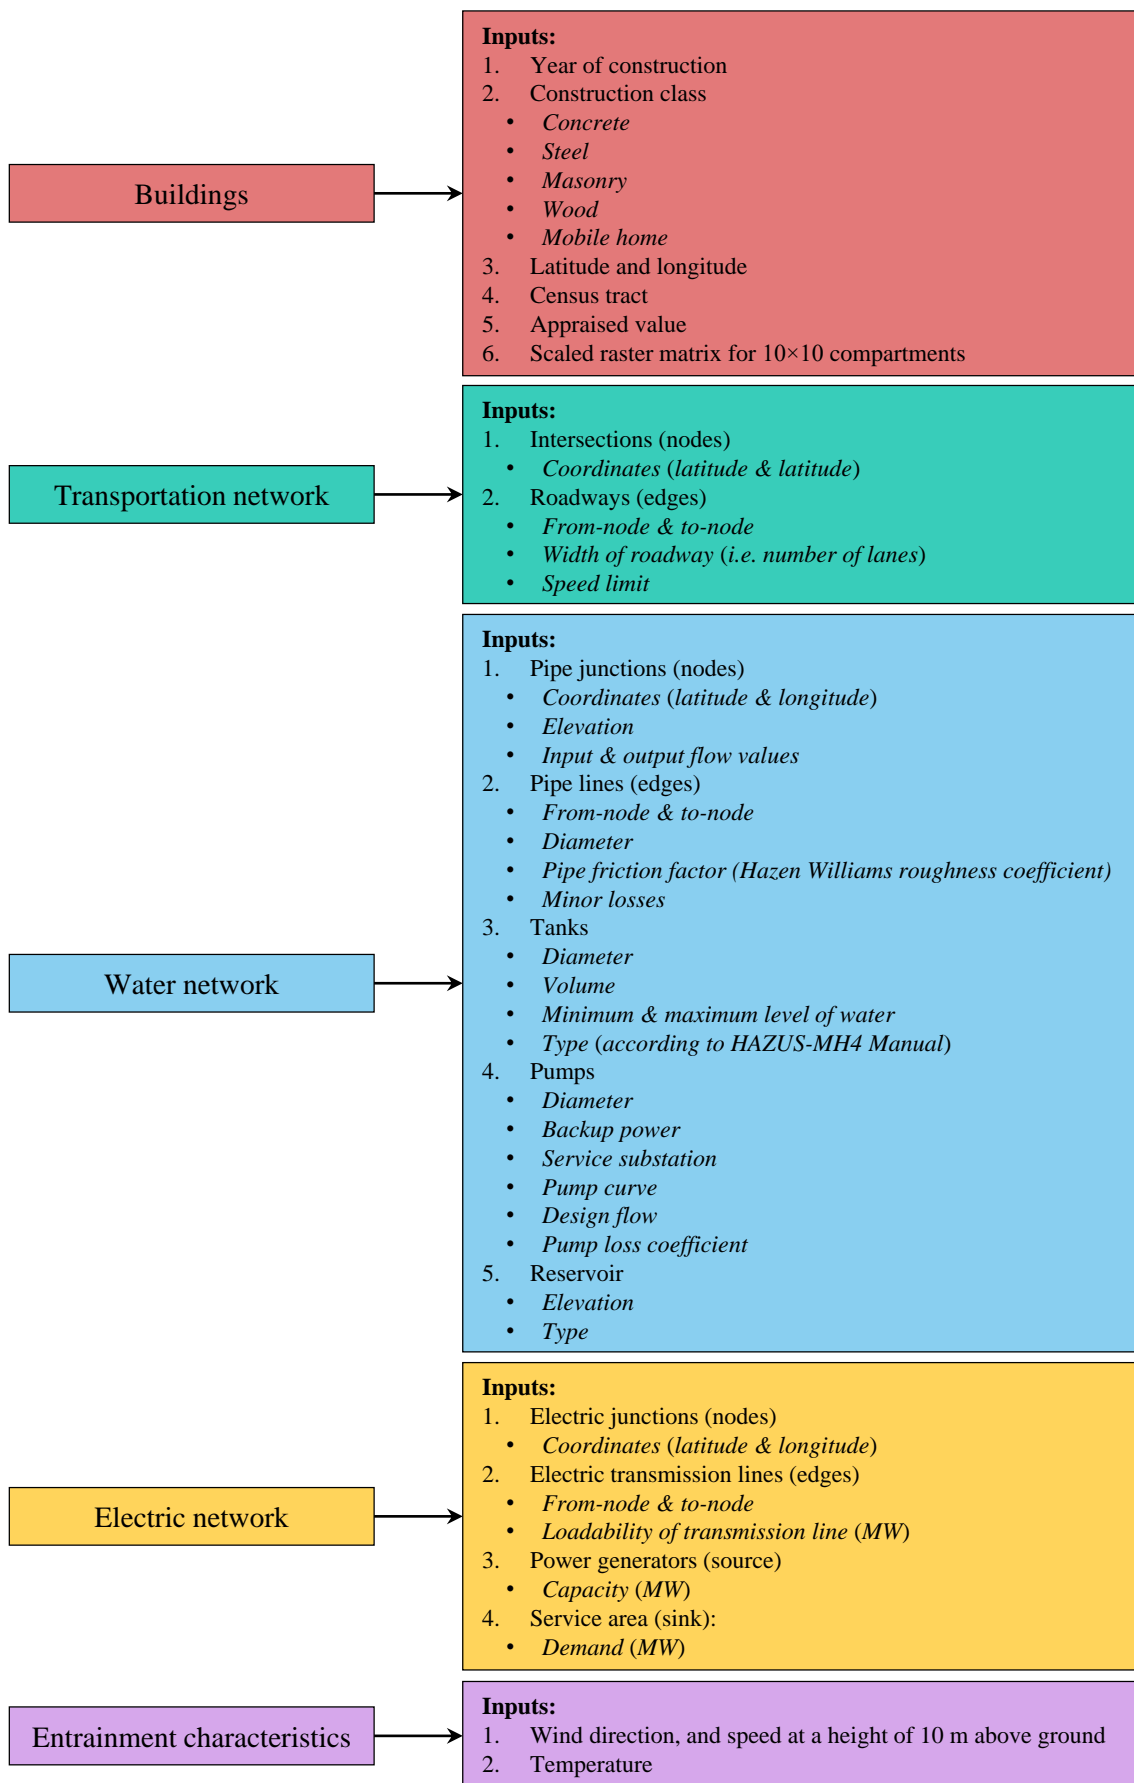 Buildings
Inputs:
1. Year of construction
2. Construction class
• Concrete
• Steel
• Masonry
• Wood
• Mobile home
3. Latitude and longitude
4. Census tract
5. Appraised value
6. Scaled raster matrix for 10×10 compartments
Transportation network
Inputs:
1. Intersections (nodes)
• Coordinates (latitude & latitude)
2. Roadways (edges)
• From-node & to-node
• Width of roadway (i.e. number of lanes)
• Speed limit
Water network
Inputs:
1. Pipe junctions (nodes)
• Coordinates (latitude & longitude)
• Elevation
• Input & output flow values
2. Pipe lines (edges)
• From-node & to-node
• Diameter
• Pipe friction factor (Hazen Williams roughness coefficient)
• Minor losses
3. Tanks
• Diameter
• Volume
• Minimum & maximum level of water
• Type (according to HAZUS-MH4 Manual)
4. Pumps
• Diameter
• Backup power
• Service substation
• Pump curve
• Design flow
• Pump loss coefficient
5. Reservoir
• Elevation
• Type
Electric network
Inputs:
1. Electric junctions (nodes)
• Coordinates (latitude & longitude)
2. Electric transmission lines (edges)
• From-node & to-node
• Loadability of transmission line (MW)
3. Power generators (source)
• Capacity (MW)
4. Service area (sink):
• Demand (MW)
Entrainment characteristics
Inputs:
1. Wind direction, and speed at a height of 10 m above ground
2. Temperature